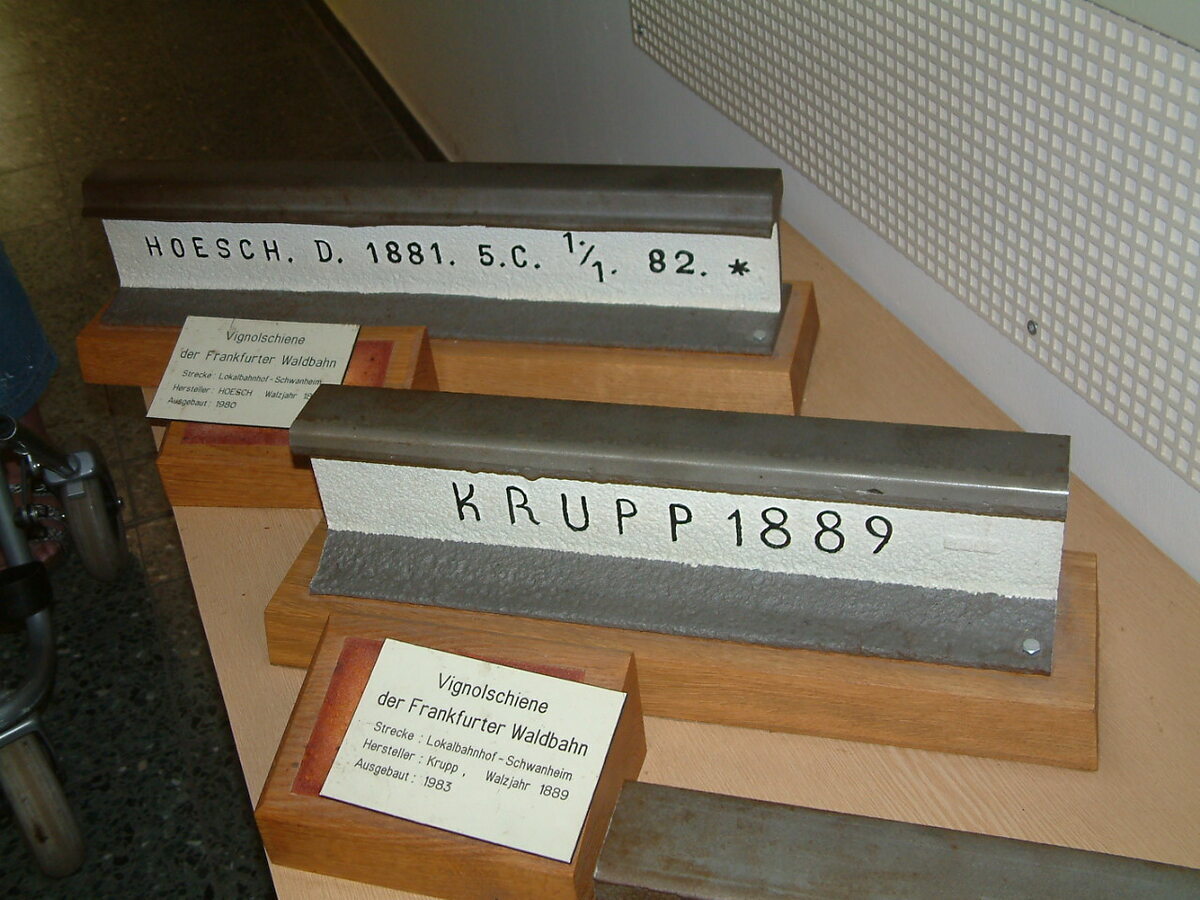 HOESCH. D. 1881. 5.C. 1./1. 82. *
Vignolschiene
der Frankfurter Waldbahn
Strecke : Lokalbahnhof - Schwanheim
Hersteller : HOESCH Walzjahr
Ausgebaut : 1980
KRUPP 1889
Vignolschiene
der Frankfurter Waldbahn
Strecke : Lokalbahnhof - Schwanheim
Hersteller : Krupp , Walzjahr 1889
Ausgebaut : 1983